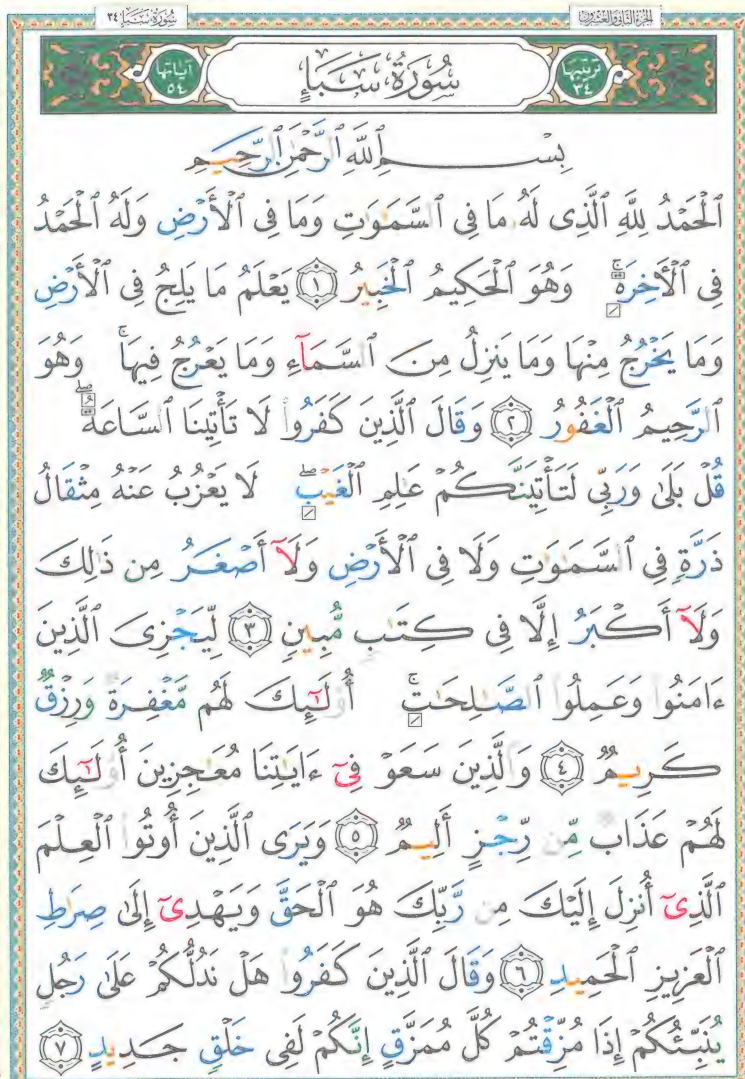 سُورَةُ سَبَإٍ ٣٤
الجزء الثاني والعشرون
ترتيبها ٣٤
سُورَةُ سَبَإٍ
آياتها ٥٤
بِسْمِ ٱللَّهِ ٱلرَّحْمَٰنِ ٱلرَّحِيمِ
ٱلْحَمْدُ لِلَّهِ ٱلَّذِى لَهُۥ مَا فِى ٱلسَّمَٰوَٰتِ وَمَا فِى ٱلْأَرْضِ وَلَهُ ٱلْحَمْدُ
فِى ٱلْأَخِرَةِۚ وَهُوَ ٱلْحَكِيمُ ٱلْخَبِيرُ ١ يَعْلَمُ مَا يَلِجُ فِى ٱلْأَرْضِ
وَمَا يَخْرُجُ مِنْهَا وَمَا يَنزِلُ مِنَ ٱلسَّمَآءِ وَمَا يَعْرُجُ فِيهَاۚ وَهُوَ
ٱلرَّحِيمُ ٱلْغَفُورُ ٢ وَقَالَ ٱلَّذِينَ كَفَرُوا۟ لَا تَأْتِينَا ٱلسَّاعَةُۖ
قُلْ بَلَىٰ وَرَبِّى لَتَأْتِيَنَّكُمْ عَٰلِمِ ٱلْغَيْبِۖ لَا يَعْزُبُ عَنْهُ مِثْقَالُ
ذَرَّةٍ فِى ٱلسَّمَٰوَٰتِ وَلَا فِى ٱلْأَرْضِ وَلَآ أَصْغَرُ مِن ذَٰلِكَ
وَلَآ أَكْبَرُ إِلَّا فِى كِتَٰبٍ مُّبِينٍ ٣ لِّيَجْزِىَ ٱلَّذِينَ
ءَامَنُوا۟ وَعَمِلُوا۟ ٱلصَّٰلِحَٰتِۚ أُو۟لَٰٓئِكَ لَهُم مَّغْفِرَةٌ وَرِزْقٌ
كَرِيمٌ ٤ وَٱلَّذِينَ سَعَوْ فِىٓ ءَايَٰتِنَا مُعَٰجِزِينَ أُو۟لَٰٓئِكَ
لَهُمْ عَذَابٌ مِّن رِّجْزٍ أَلِيمٌ ٥ وَيَرَى ٱلَّذِينَ أُوتُوا۟ ٱلْعِلْمَ
ٱلَّذِىٓ أُنزِلَ إِلَيْكَ مِن رَّبِّكَ هُوَ ٱلْحَقَّ وَيَهْدِىٓ إِلَىٰ صِرَٰطِ
ٱلْعَزِيزِ ٱلْحَمِيدِ ٦ وَقَالَ ٱلَّذِينَ كَفَرُوا۟ هَلْ نَدُلُّكُمْ عَلَىٰ رَجُلٍ
يُنَبِّئُكُمْ إِذَا مُزِّقْتُمْ كُلَّ مُمَزَّقٍ إِنَّكُمْ لَفِى خَلْقٍ جَدِيدٍ ٧